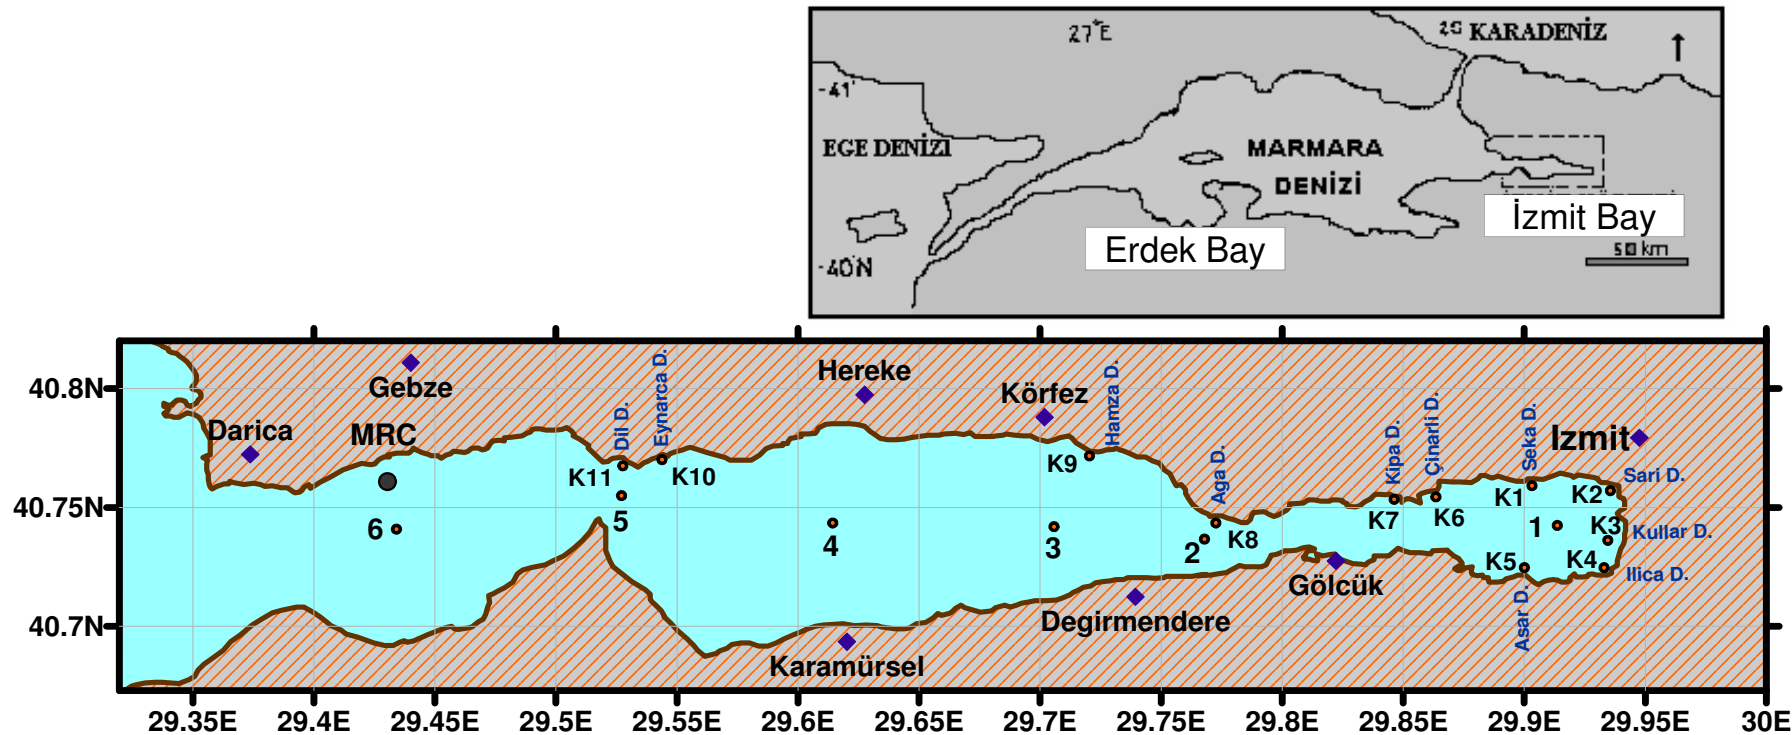 27°E
KARADENİZ
-41°
EGE DENİZİ
MARMARA
DENİZİ
İzmit Bay
Erdek Bay
50 km
-40°N
40.8N
40.75N
40.7N
Gebze
Hereke
Körfez
Darica
MRC
Izmit
Dil D.
Eynarca D.
Hamza D.
Aga D.
Kipa D.
Çinarli D.
Seka D.
Sari D.
Kullar D.
Ilica D.
Asar D.
K11
K10
K9
K8
K7
K6
K1
K2
K3
K4
K5
6
5
4
3
2
1
Gölcük
Degirmendere
Karamürsel
29.35E 29.4E 29.45E 29.5E 29.55E 29.6E 29.65E 29.7E 29.75E 29.8E 29.85E 29.9E 29.95E 30E